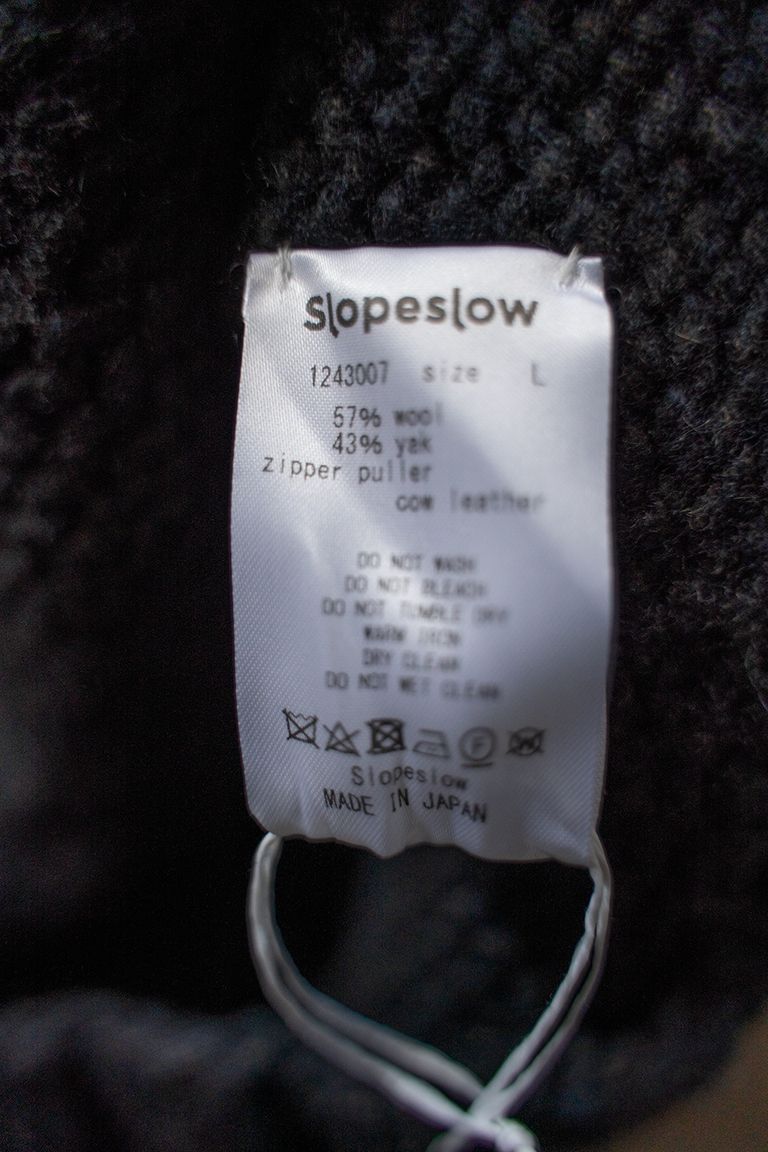 Slopeslow
1243007 size L
57% wool
43% yak
zipper puller
cow leather
DO NOT WASH
DO NOT BLEACH
DO NOT TUMBLE DRY
WARM IRON
DRY CLEAN
DO NOT WET CLEAN
F W
Slopeslow
MADE IN JAPAN